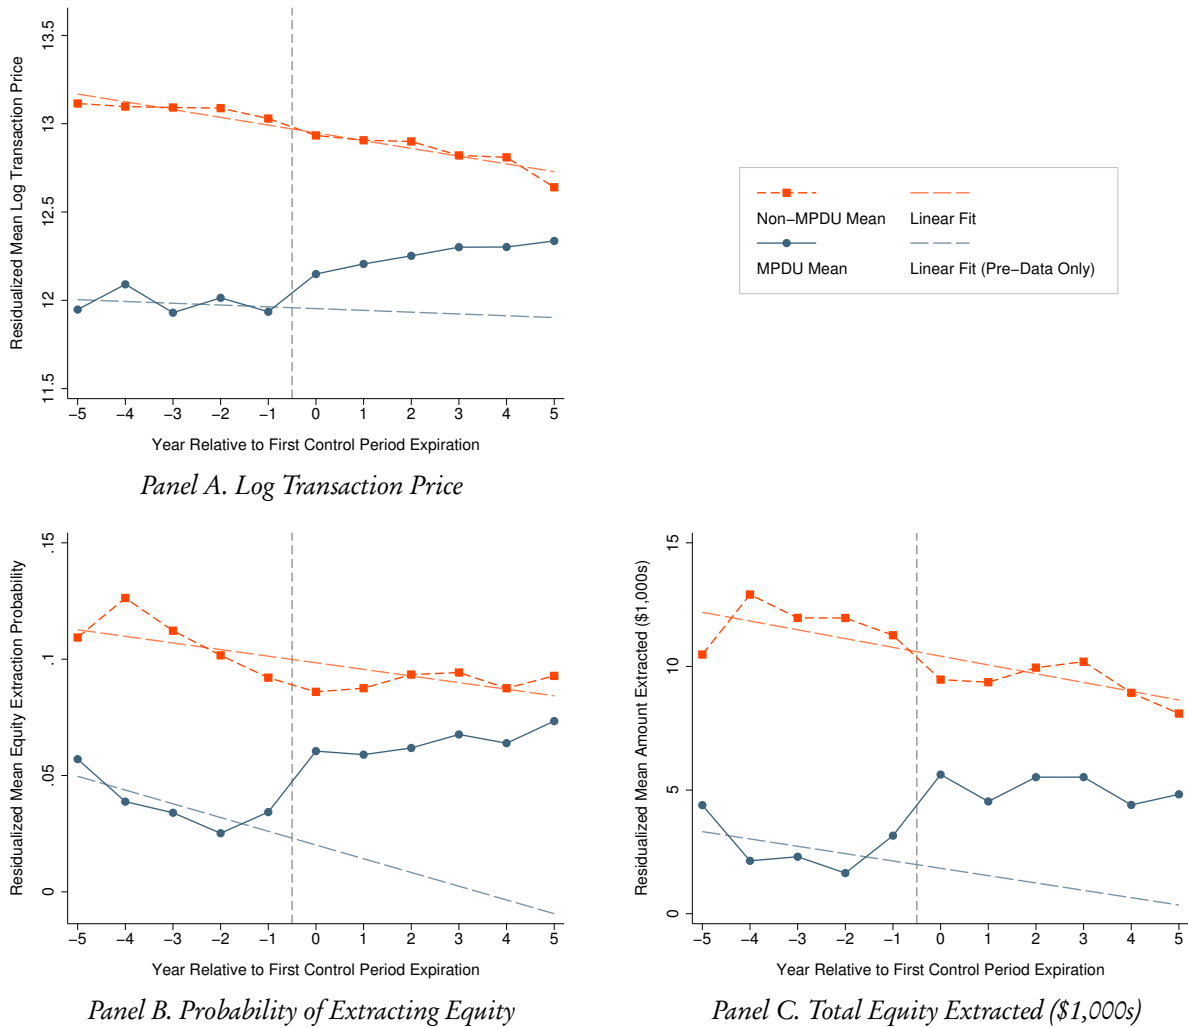 Residualized Mean Log Transaction Price
13.5
13
12.5
12
11.5
−5 −4 −3 −2 −1 0 1 2 3 4 5
Year Relative to First Control Period Expiration
Panel A. Log Transaction Price
Non−MPDU Mean Linear Fit
MPDU Mean Linear Fit (Pre−Data Only)
Residualized Mean Equity Extraction Probability
.15
.1
.05
0
−5 −4 −3 −2 −1 0 1 2 3 4 5
Year Relative to First Control Period Expiration
Panel B. Probability of Extracting Equity
Residualized Mean Amount Extracted ($1,000s)
15
10
5
0
−5 −4 −3 −2 −1 0 1 2 3 4 5
Year Relative to First Control Period Expiration
Panel C. Total Equity Extracted ($1,000s)